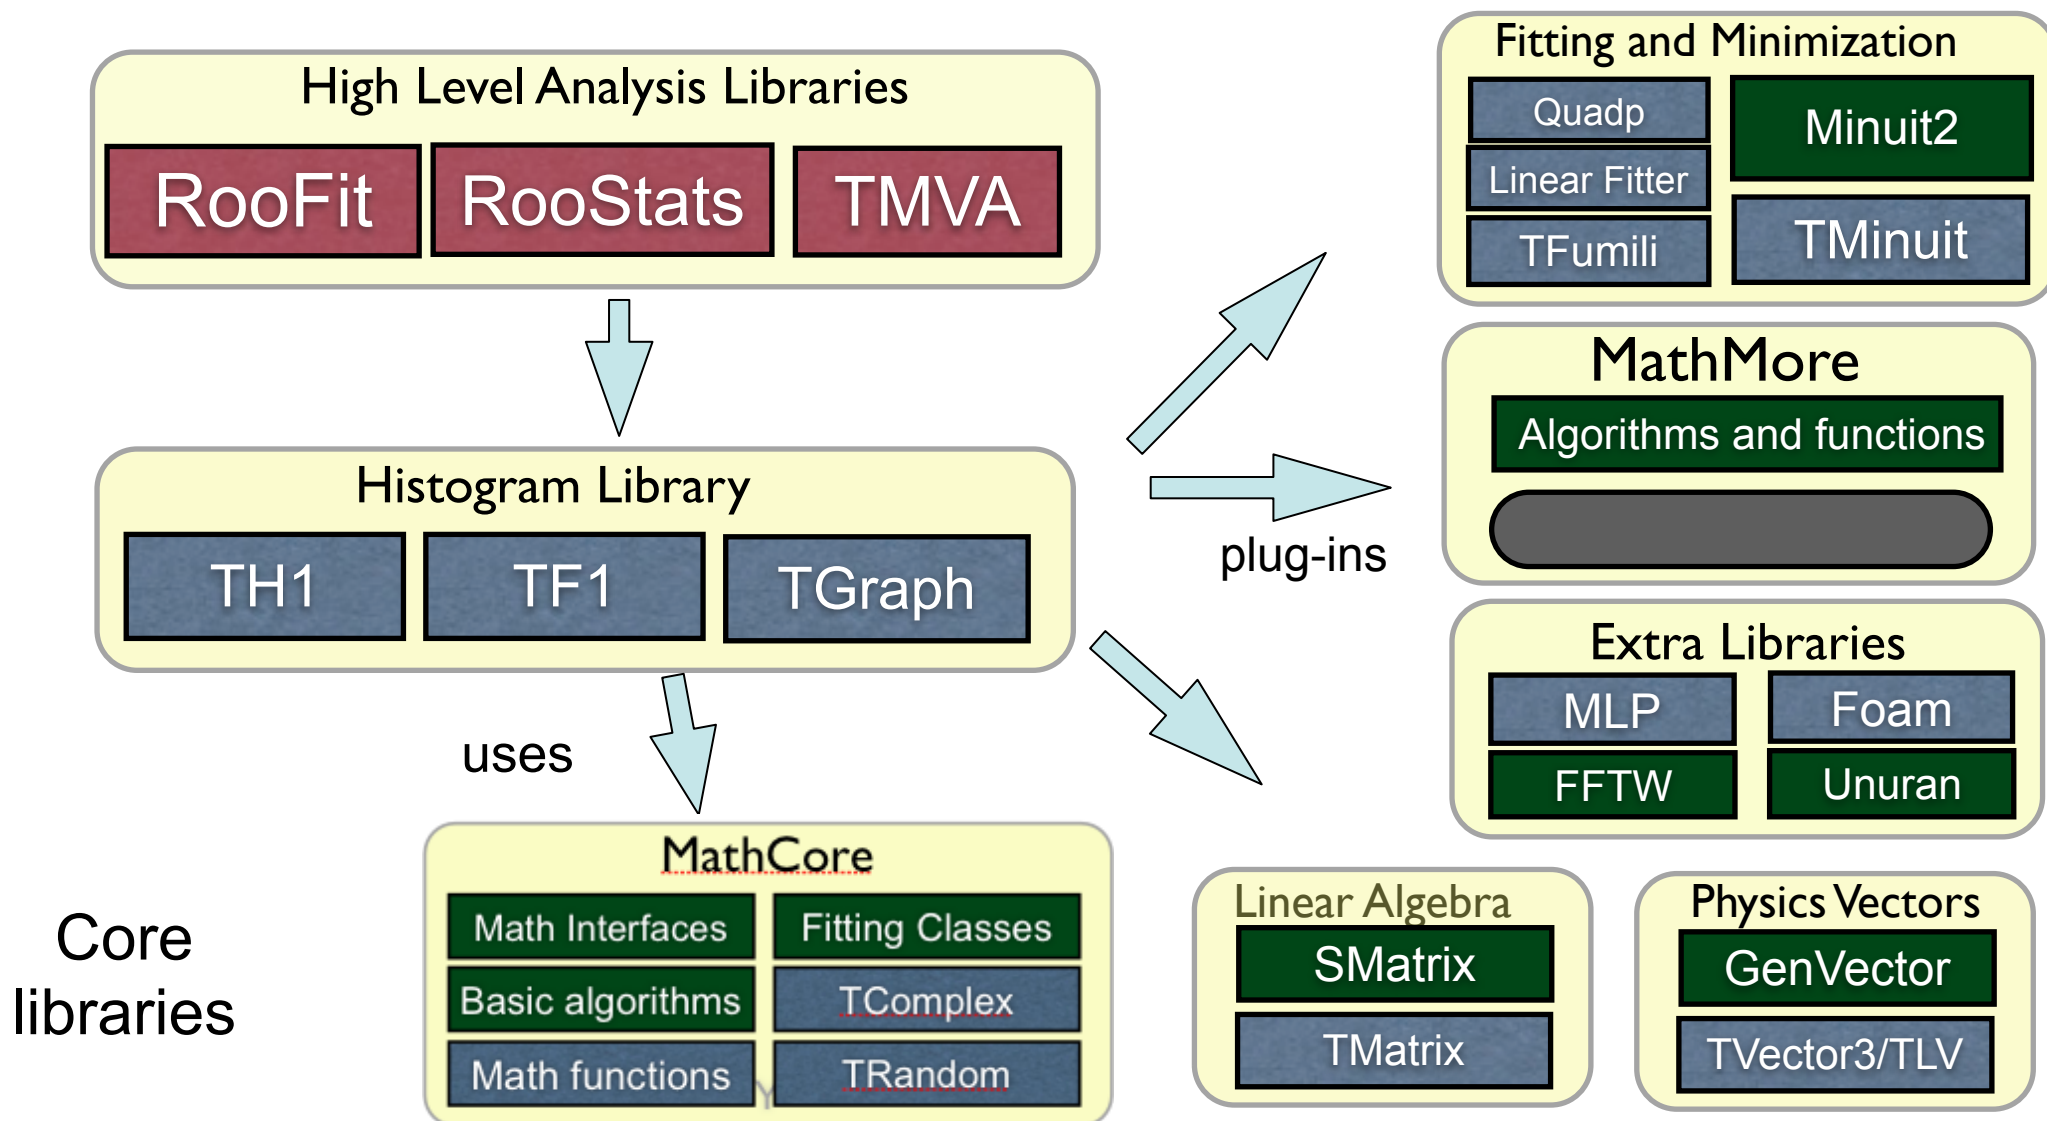 High Level Analysis Libraries
RooFit
RooStats
TMVA
Histogram Library
TH1
TF1
TGraph
uses
plug-ins
Core
libraries
MathCore
Math Interfaces
Fitting Classes
Basic algorithms
TComplex
Math functions
TRandom
Y
Fitting and Minimization
Quadp
Minuit2
Linear Fitter
TFumili
TMinuit
MathMore
Algorithms and functions
Extra Libraries
MLP
Foam
FFTW
Unuran
Linear Algebra
SMatrix
TMatrix
Physics Vectors
GenVector
TVector3/TLV